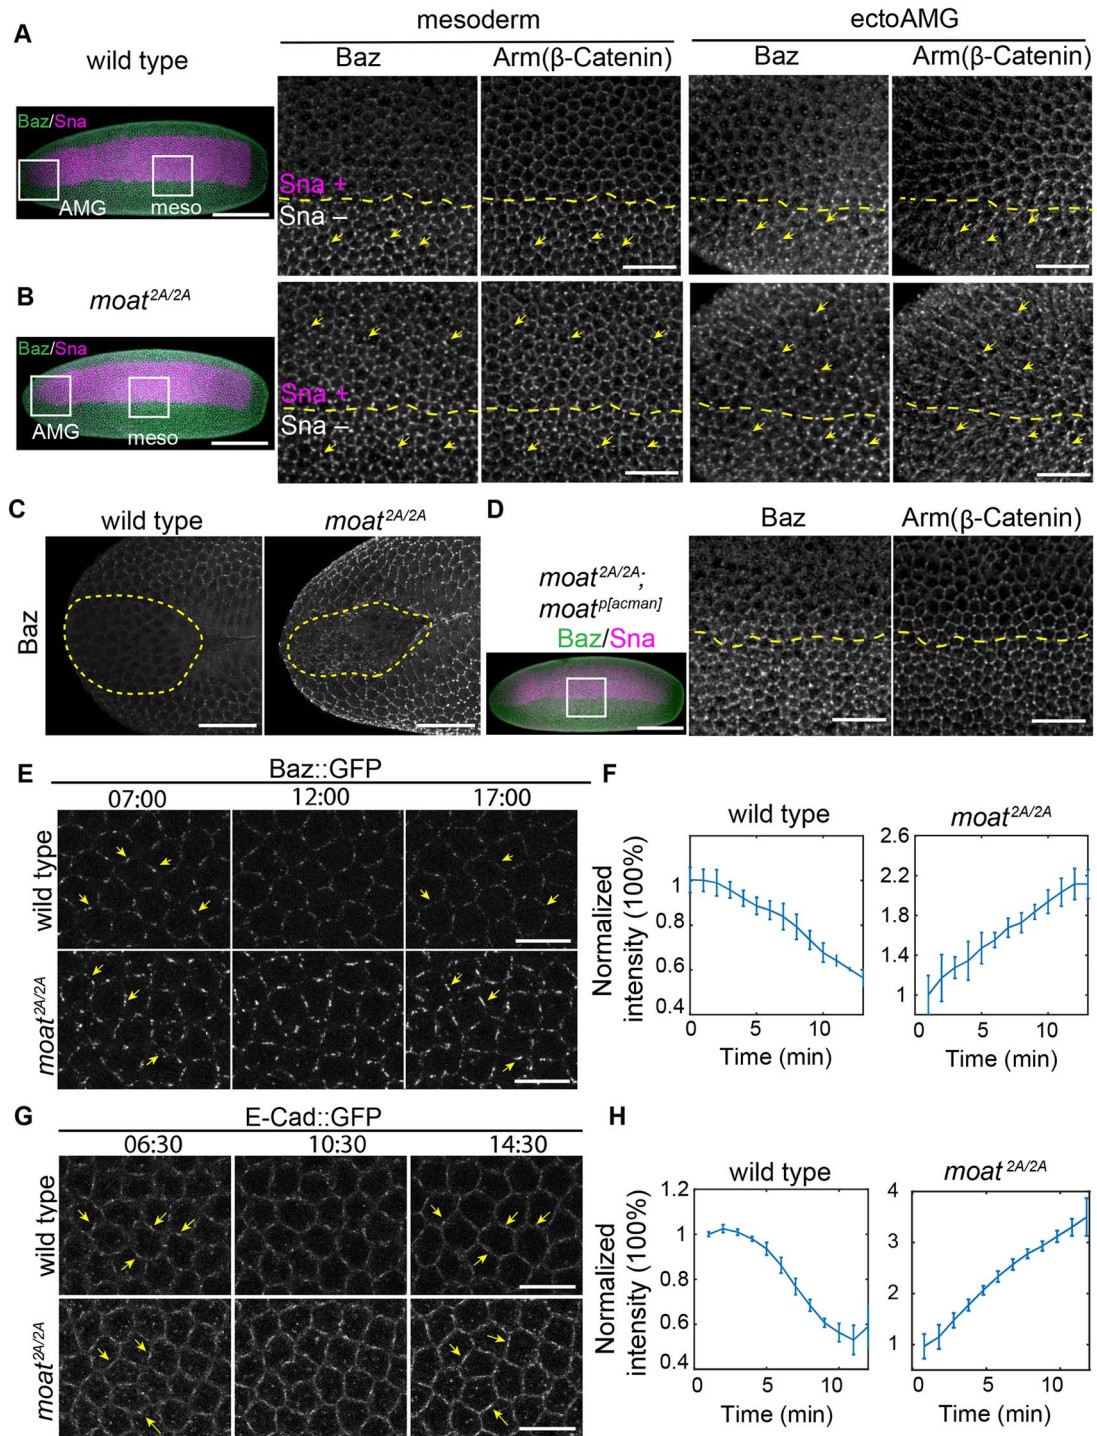 A
wild type
mesoderm
ectoAMG
Baz
Arm(β-Catenin)
Baz
Arm(β-Catenin)
Baz/Sna
AMG
meso
Sna +
Sna –
B
moat2A/2A
Baz/Sna
AMG
meso
Sna +
Sna –
C
wild type
moat2A/2A
Baz
D
moat2A/2A;
moatp[acman]
Baz/Sna
Baz
Arm(β-Catenin)
E
Baz::GFP
07:00
12:00
17:00
wild type
moat2A/2A
F
wild type
moat2A/2A
Normalized
intensity (100%)
1
0.8
0.6
0.4
0
5
10
Time (min)
2.6
2.2
1.8
1.4
1
0
5
10
Time (min)
G
E-Cad::GFP
06:30
10:30
14:30
wild type
moat2A/2A
H
wild type
moat2A/2A
Normalized
intensity (100%)
1.2
1
0.8
0.6
0.4
0
5
10
Time (min)
4
3
2
1
0
5
10
Time (min)